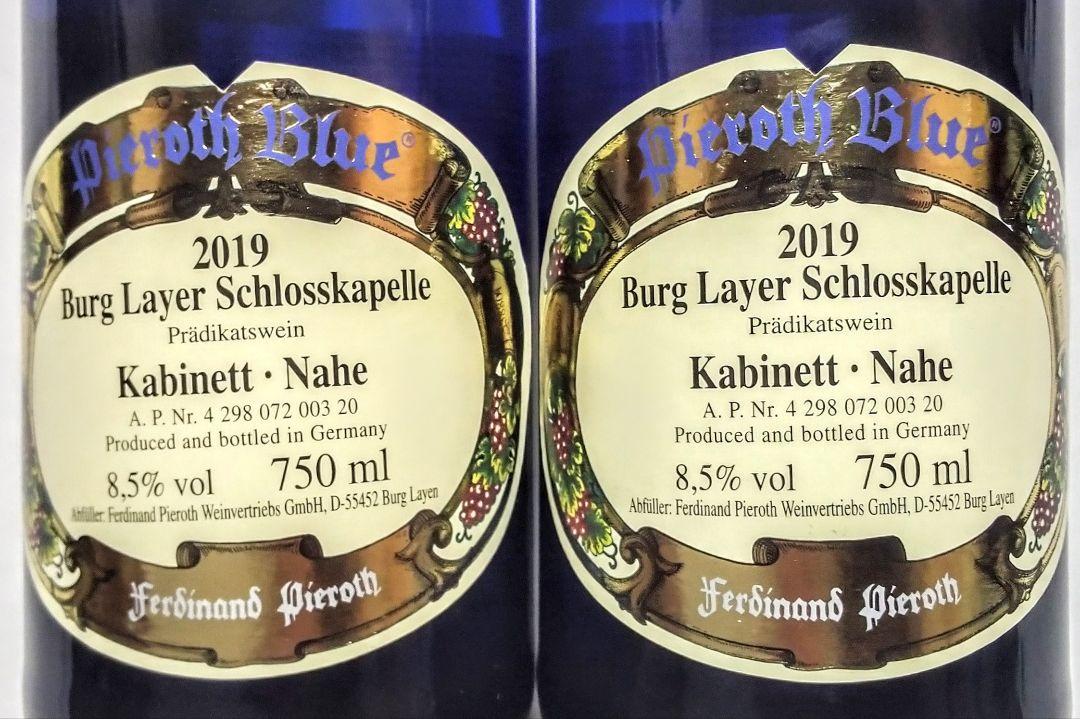 Pieroth Blue®
2019
Burg Layer Schlosskapelle
Prädikatswein
Kabinett · Nahe
A. P. Nr. 4 298 072 003 20
Produced and bottled in Germany
8,5% vol 750 ml
Abfüller: Ferdinand Pieroth Weinvertriebs GmbH, D-55452 Burg Layen
Ferdinand Pieroth
Pieroth Blue®
2019
Burg Layer Schlosskapelle
Prädikatswein
Kabinett · Nahe
A. P. Nr. 4 298 072 003 20
Produced and bottled in Germany
8,5% vol 750 ml
Abfüller: Ferdinand Pieroth Weinvertriebs GmbH, D-55452 Burg Layen
Ferdinand Pieroth